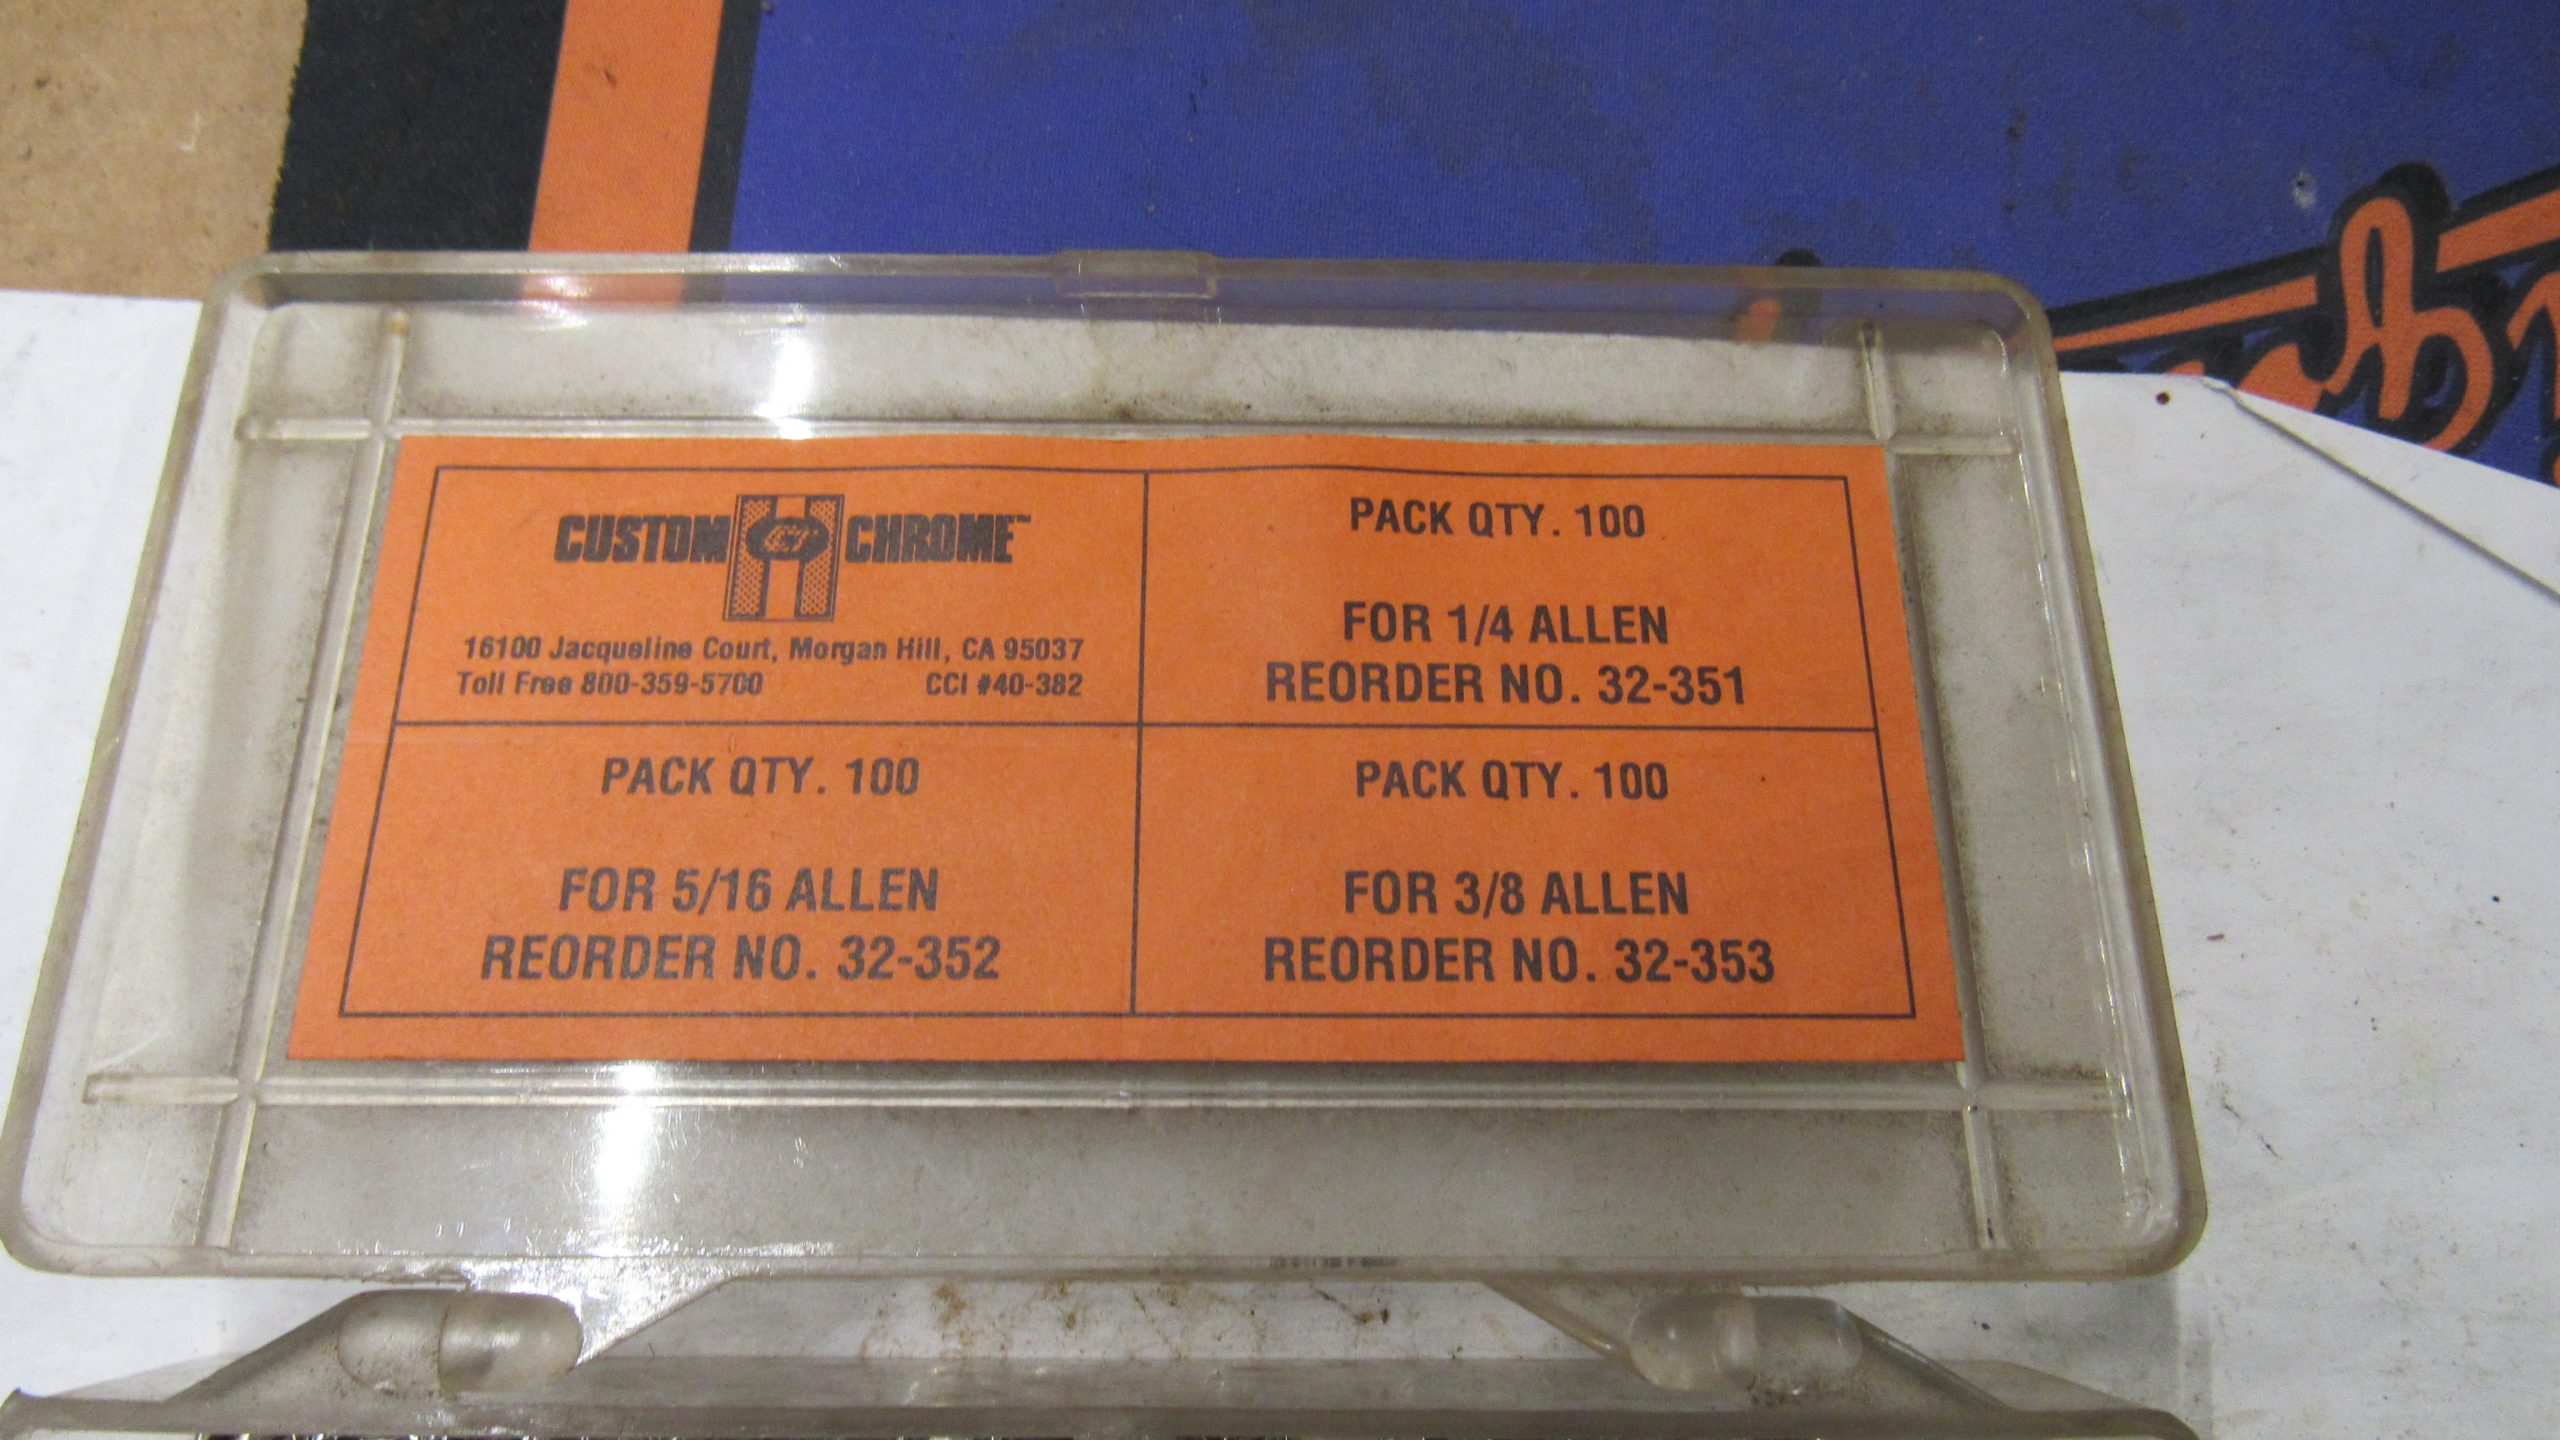 CUSTOM CCI CHROME™
16100 Jacqueline Court, Morgan Hill, CA 95037
Toll Free 800-359-5700 CCI #40-382
PACK QTY. 100
FOR 1/4 ALLEN
REORDER NO. 32-351
PACK QTY. 100
FOR 5/16 ALLEN
REORDER NO. 32-352
PACK QTY. 100
FOR 3/8 ALLEN
REORDER NO. 32-353